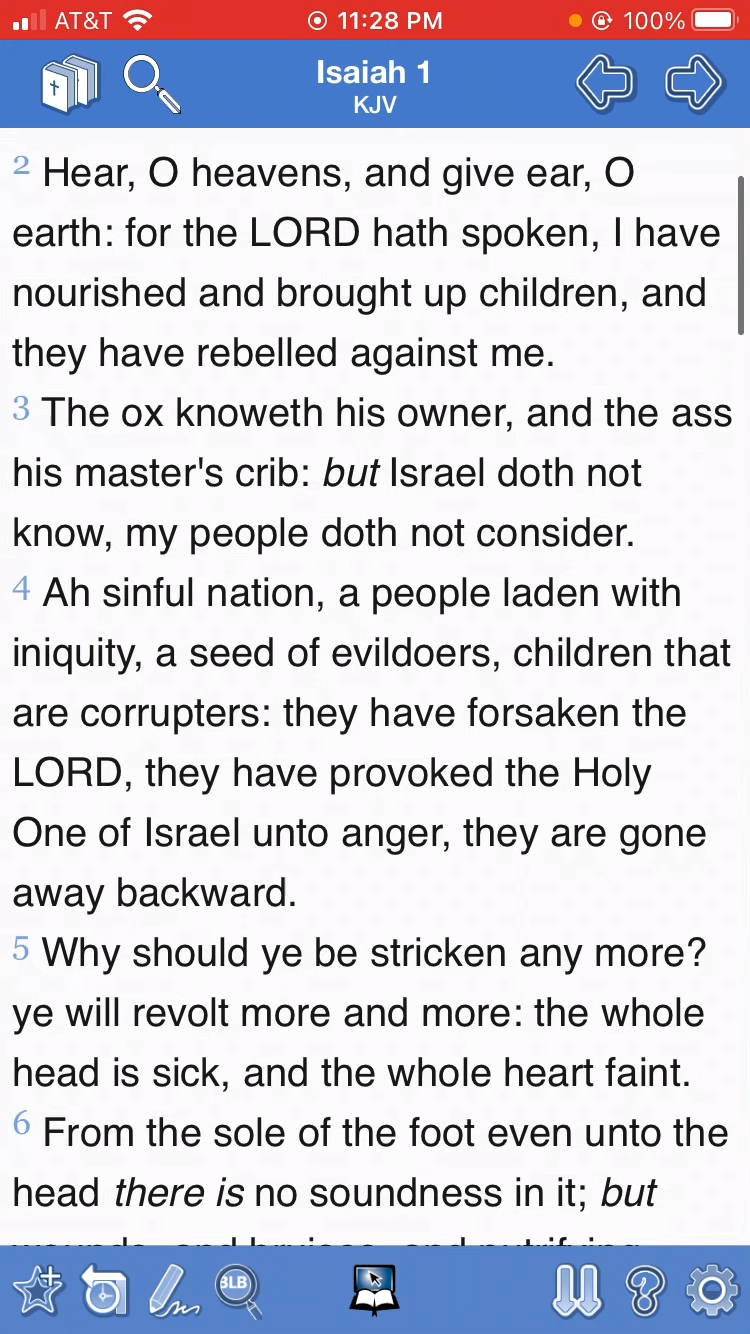 AT&T 11:28 PM 100%
Isaiah 1
KJV
2 Hear, O heavens, and give ear, O
earth: for the LORD hath spoken, I have
nourished and brought up children, and
they have rebelled against me.
3 The ox knoweth his owner, and the ass
his master's crib: but Israel doth not
know, my people doth not consider.
4 Ah sinful nation, a people laden with
iniquity, a seed of evildoers, children that
are corrupters: they have forsaken the
LORD, they have provoked the Holy
One of Israel unto anger, they are gone
away backward.
5 Why should ye be stricken any more?
ye will revolt more and more: the whole
head is sick, and the whole heart faint.
6 From the sole of the foot even unto the
head there is no soundness in it; but
wounds, and bruises, and putrifying
BLB